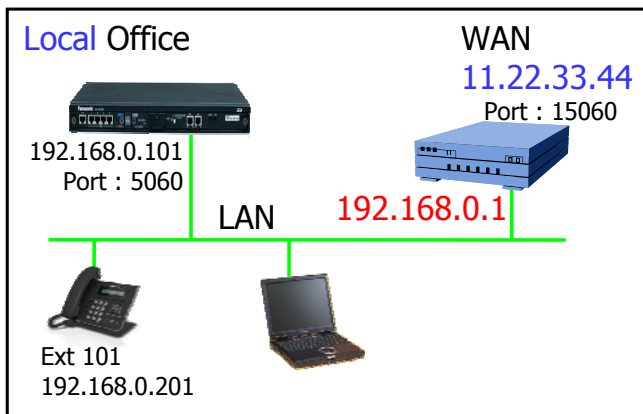 Local Office
WAN
11.22.33.44
Port : 15060
Panasonic
192.168.0.101
Port : 5060
192.168.0.1
LAN
Ext 101
192.168.0.201